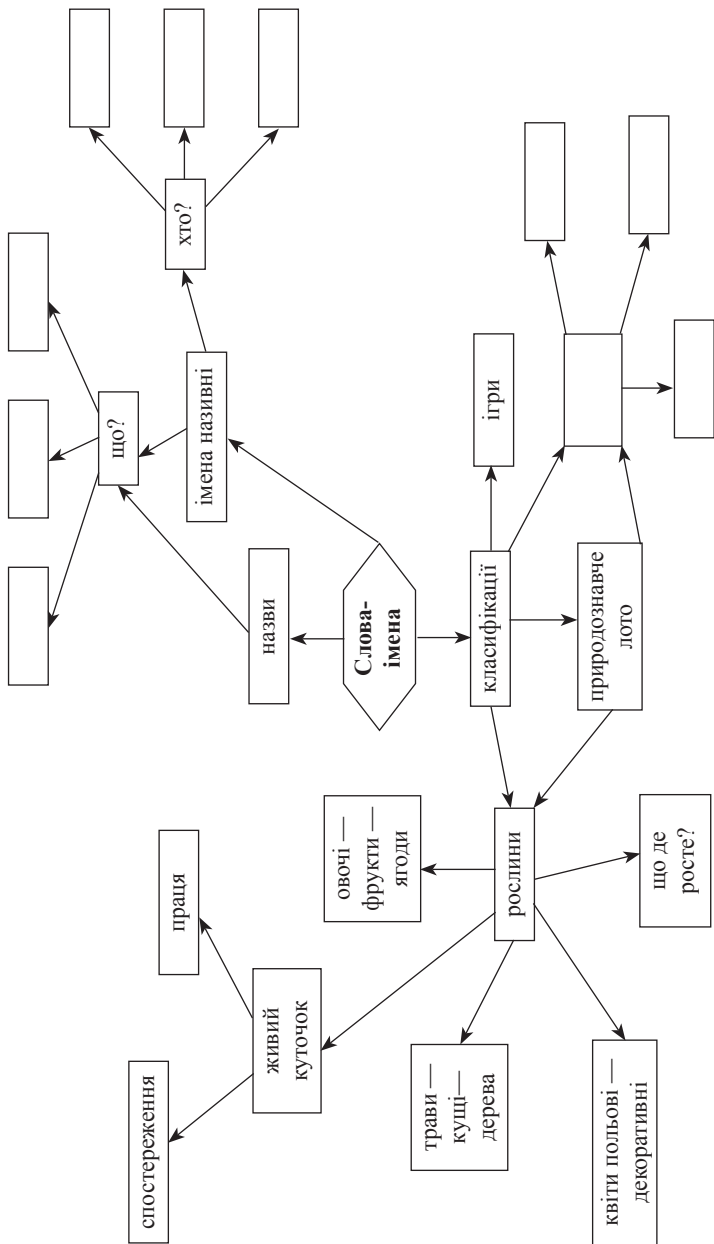 що?
спостереження
праця
хто?
імена називні
живий
куточок
назви
овочі —
фрукти —
ягоди
Слова-
імена
трави —
кущі—
дерева
класифікації
ігри
рослини
природознавче
лото
квіти польові —
декоративні
що де
росте?